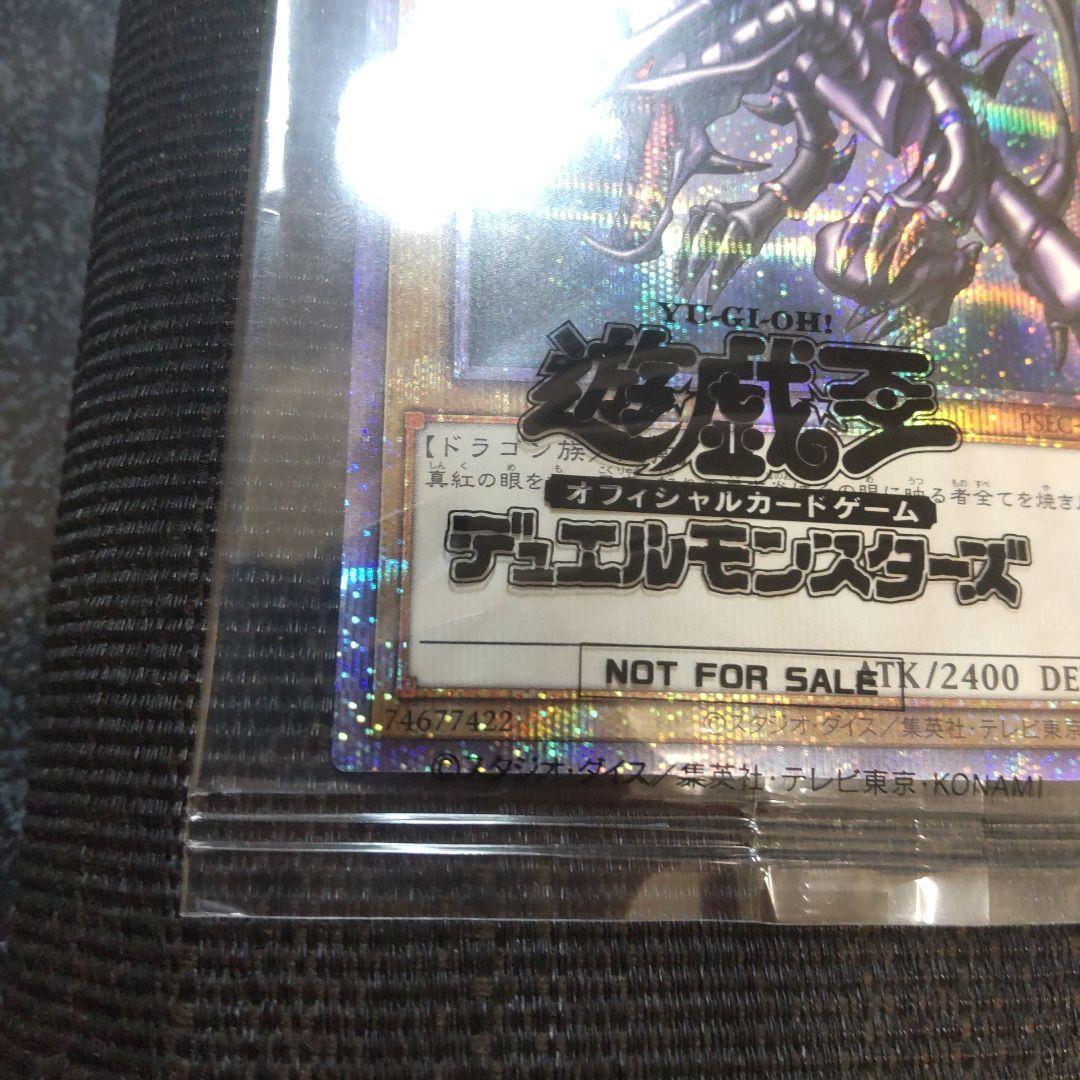 YU-GI-OH!
遊戯王
PSEC-
【ドラゴン族
真紅の眼を
に映る者全てを焼き
オフィシャルカードゲーム
デュエルモンスターズ
NOT FOR SALE
ATK/2400 DE
74677422
©スタジオ・ダイス／集英社・テレビ東京
©スタジオ・ダイス／集英社・テレビ東京・KONAMI